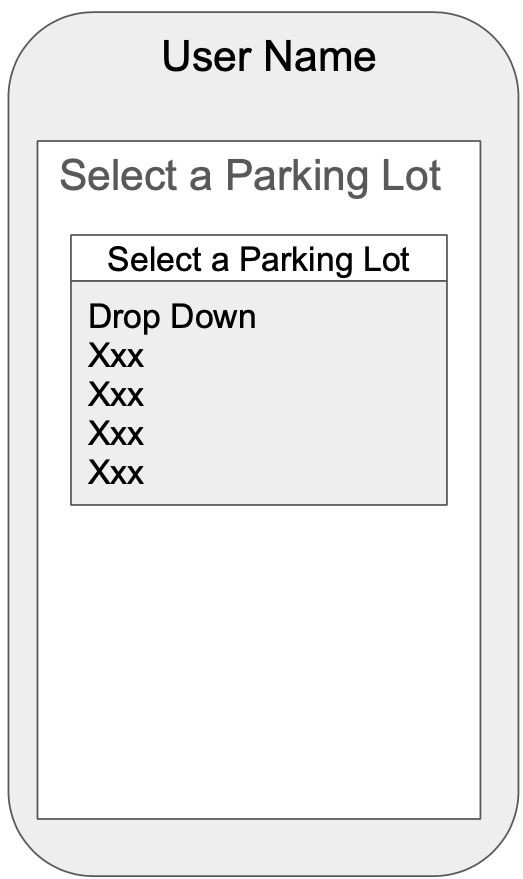 User Name
Select a Parking Lot
Select a Parking Lot
Drop Down
Xxx
Xxx
Xxx
Xxx